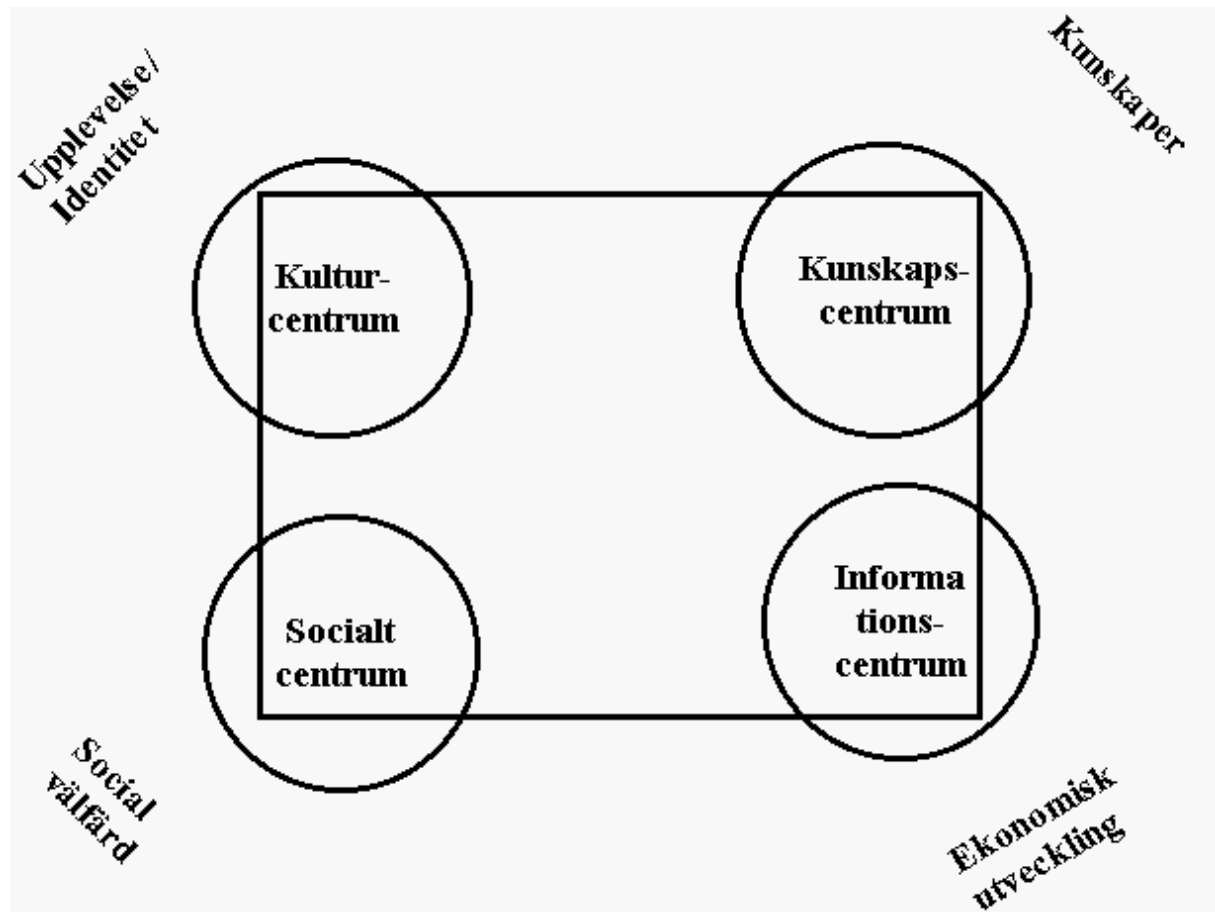 Upplevelse/
Identitet
Kunskaper
Kultur-
centrum
Kunskaps-
centrum
Socialt
centrum
Informa
tions-
centrum
Social
välfärd
Ekonomisk
utveckling